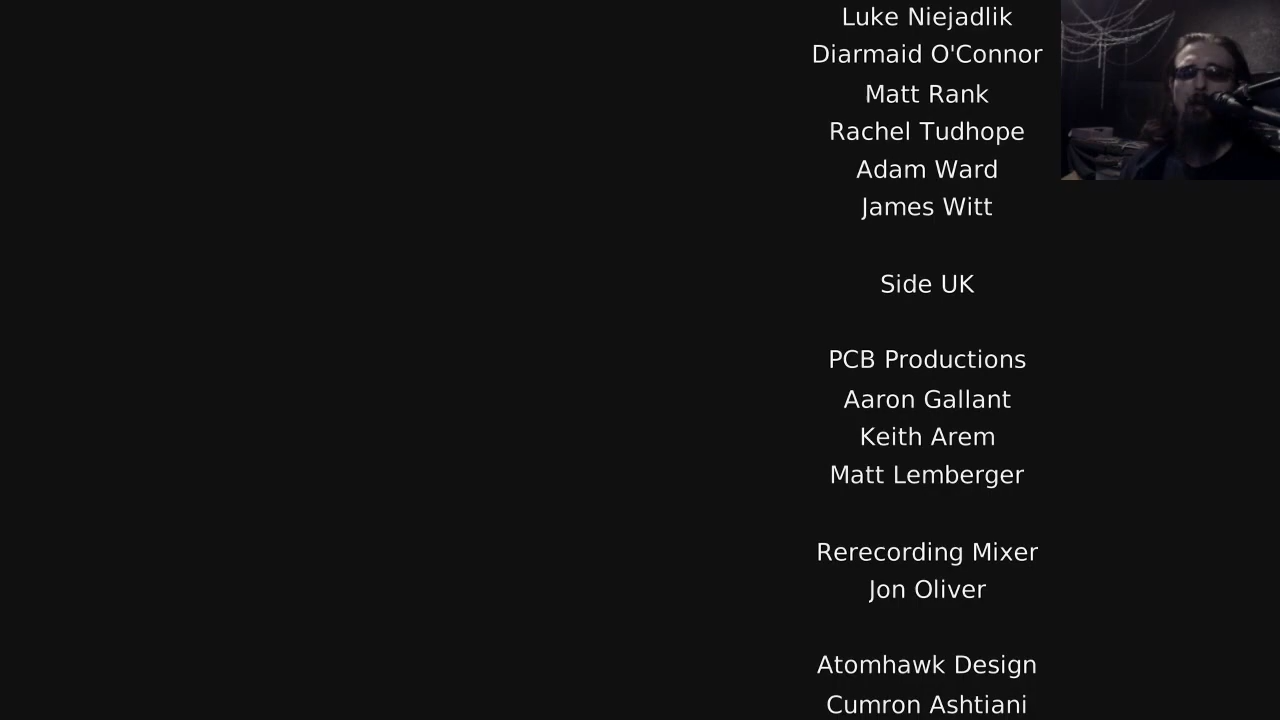 Luke Niejadlik
Diarmaid O'Connor
Matt Rank
Rachel Tudhope
Adam Ward
James Witt
Side UK
PCB Productions
Aaron Gallant
Keith Arem
Matt Lemberger
Rerecording Mixer
Jon Oliver
Atomhawk Design
Cumron Ashtiani